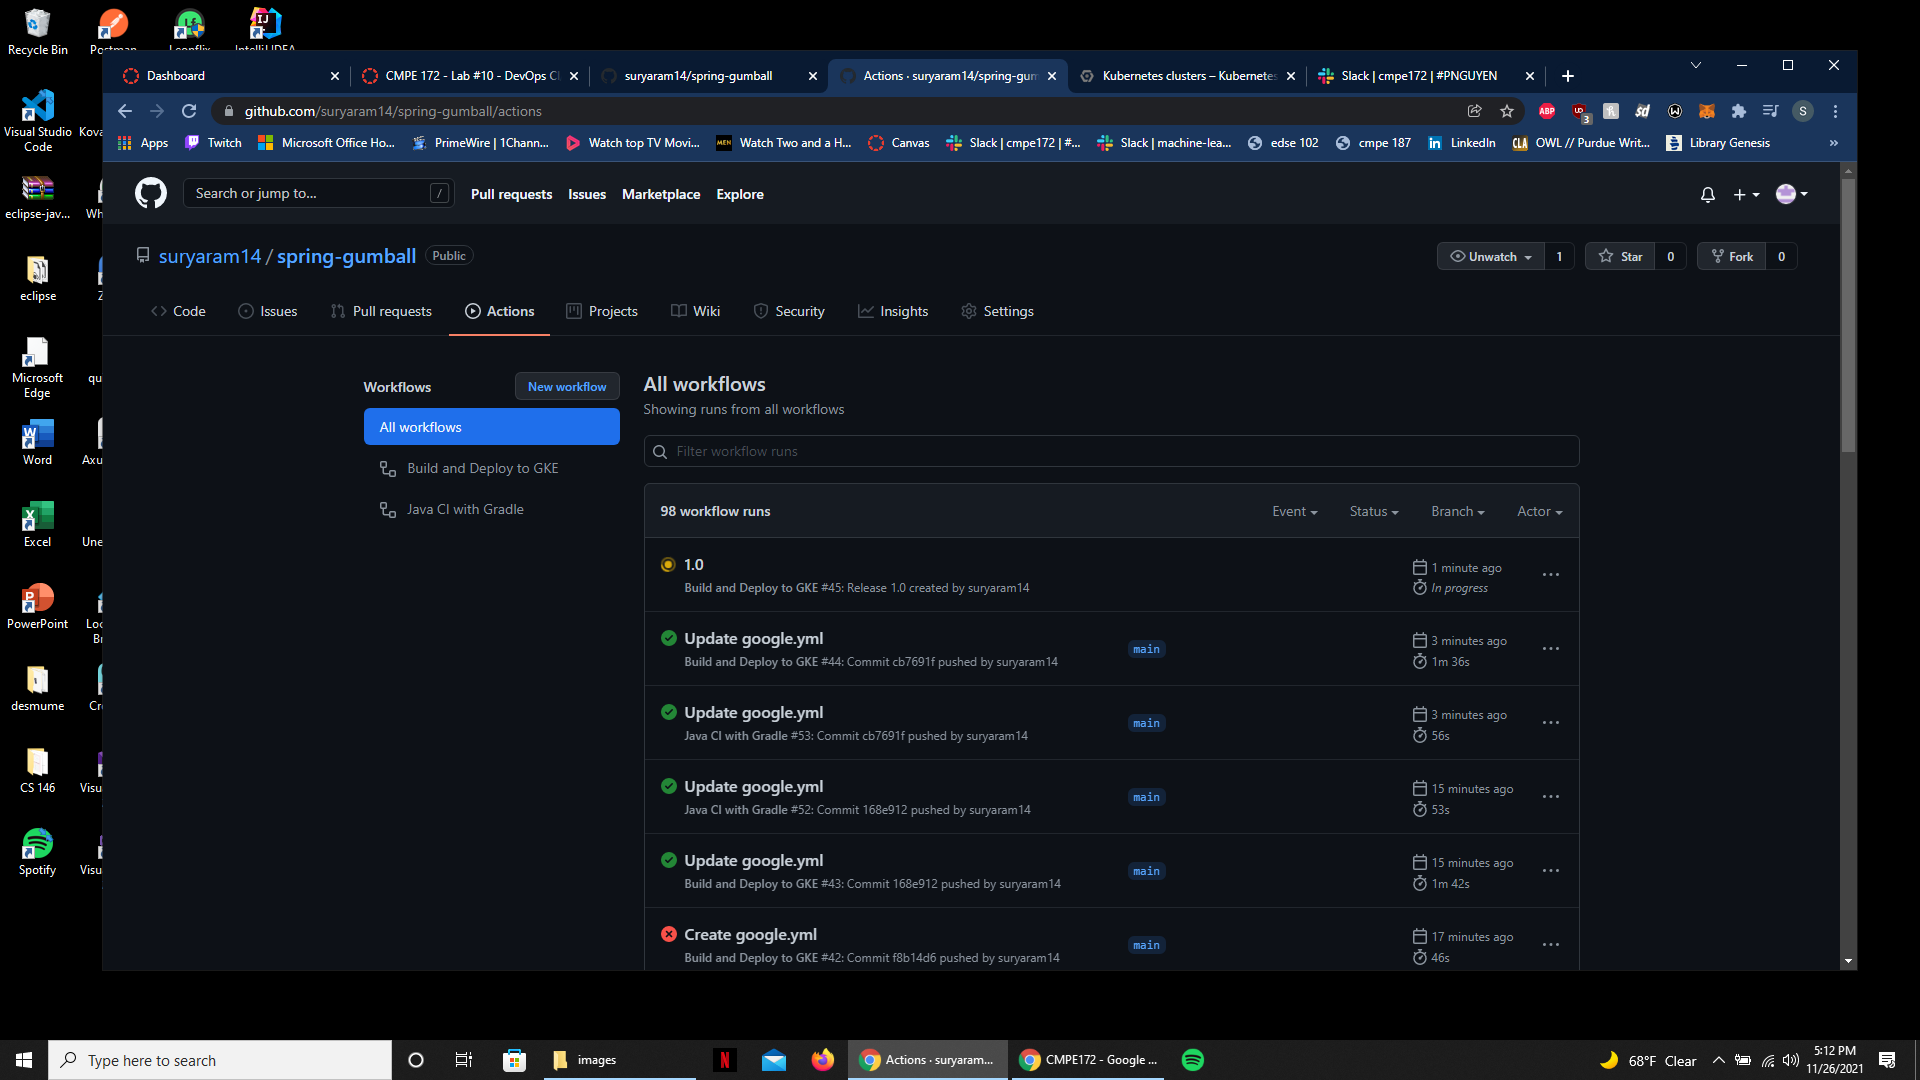 Recycle Bin
Postman
Leonflix
IntelliJ IDEA
Dashboard
CMPE 172 - Lab #10 - DevOps CI
suryaram14/spring-gumball
Actions · suryaram14/spring-gum
Kubernetes clusters – Kubernetes
Slack | cmpe172 | #PNGUYEN
github.com/suryaram14/spring-gumball/actions
ABP
3
S
Apps
Twitch
Microsoft Office Ho...
PrimeWire | 1Chann...
Watch top TV Movi...
Watch Two and a H...
Canvas
Slack | cmpe172 | #...
Slack | machine-lea...
edse 102
cmpe 187
LinkedIn
OWL // Purdue Writ...
Library Genesis
»
Search or jump to...
/
Pull requests
Issues
Marketplace
Explore
suryaram14 / spring-gumball
Public
Unwatch
1
Star
0
Fork
0
Code
Issues
Pull requests
Actions
Projects
Wiki
Security
Insights
Settings
Workflows
New workflow
All workflows
Build and Deploy to GKE
Java CI with Gradle
All workflows
Showing runs from all workflows
Filter workflow runs
98 workflow runs
Event
Status
Branch
Actor
1.0
Build and Deploy to GKE #45: Release 1.0 created by suryaram14
1 minute ago
In progress
Update google.yml
Build and Deploy to GKE #44: Commit cb7691f pushed by suryaram14
main
3 minutes ago
1m 36s
Update google.yml
Java CI with Gradle #53: Commit cb7691f pushed by suryaram14
main
3 minutes ago
56s
Update google.yml
Java CI with Gradle #52: Commit 168e912 pushed by suryaram14
main
15 minutes ago
53s
Update google.yml
Build and Deploy to GKE #43: Commit 168e912 pushed by suryaram14
main
15 minutes ago
1m 42s
Create google.yml
Build and Deploy to GKE #42: Commit f8b14d6 pushed by suryaram14
main
17 minutes ago
46s
Visual Studio
Code
Kova
eclipse-jav...
Wh
eclipse
Z
Microsoft
Edge
qu
Word
Axu
Excel
Une
PowerPoint
Loc
Br
desmume
Cr
CS 146
Visu
Spotify
Visu
Type here to search
images
Actions · suryaram...
CMPE172 - Google ...
68°F Clear
5:12 PM
11/26/2021